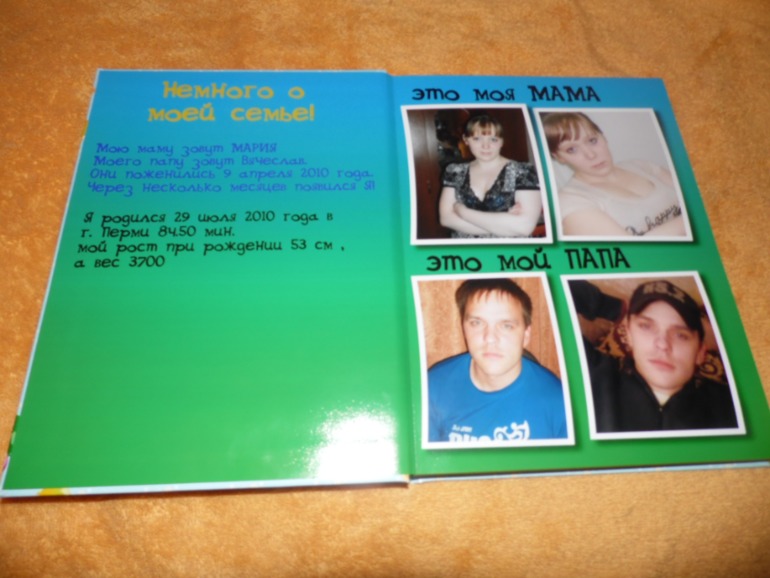 Немного о
моей семье!
Мою маму зовут МАРИЯ
Моего папу зовут Вячеслав.
Они поженились 9 апреля 2010 года.
Через несколько месяцев появился Я!
Я родился 29 июля 2010 года в
г. Перми 8ч.50 мин.
мой рост при рождении 53 см ,
а вес 3700
это моя МАМА
a happy
это мой ПАПА